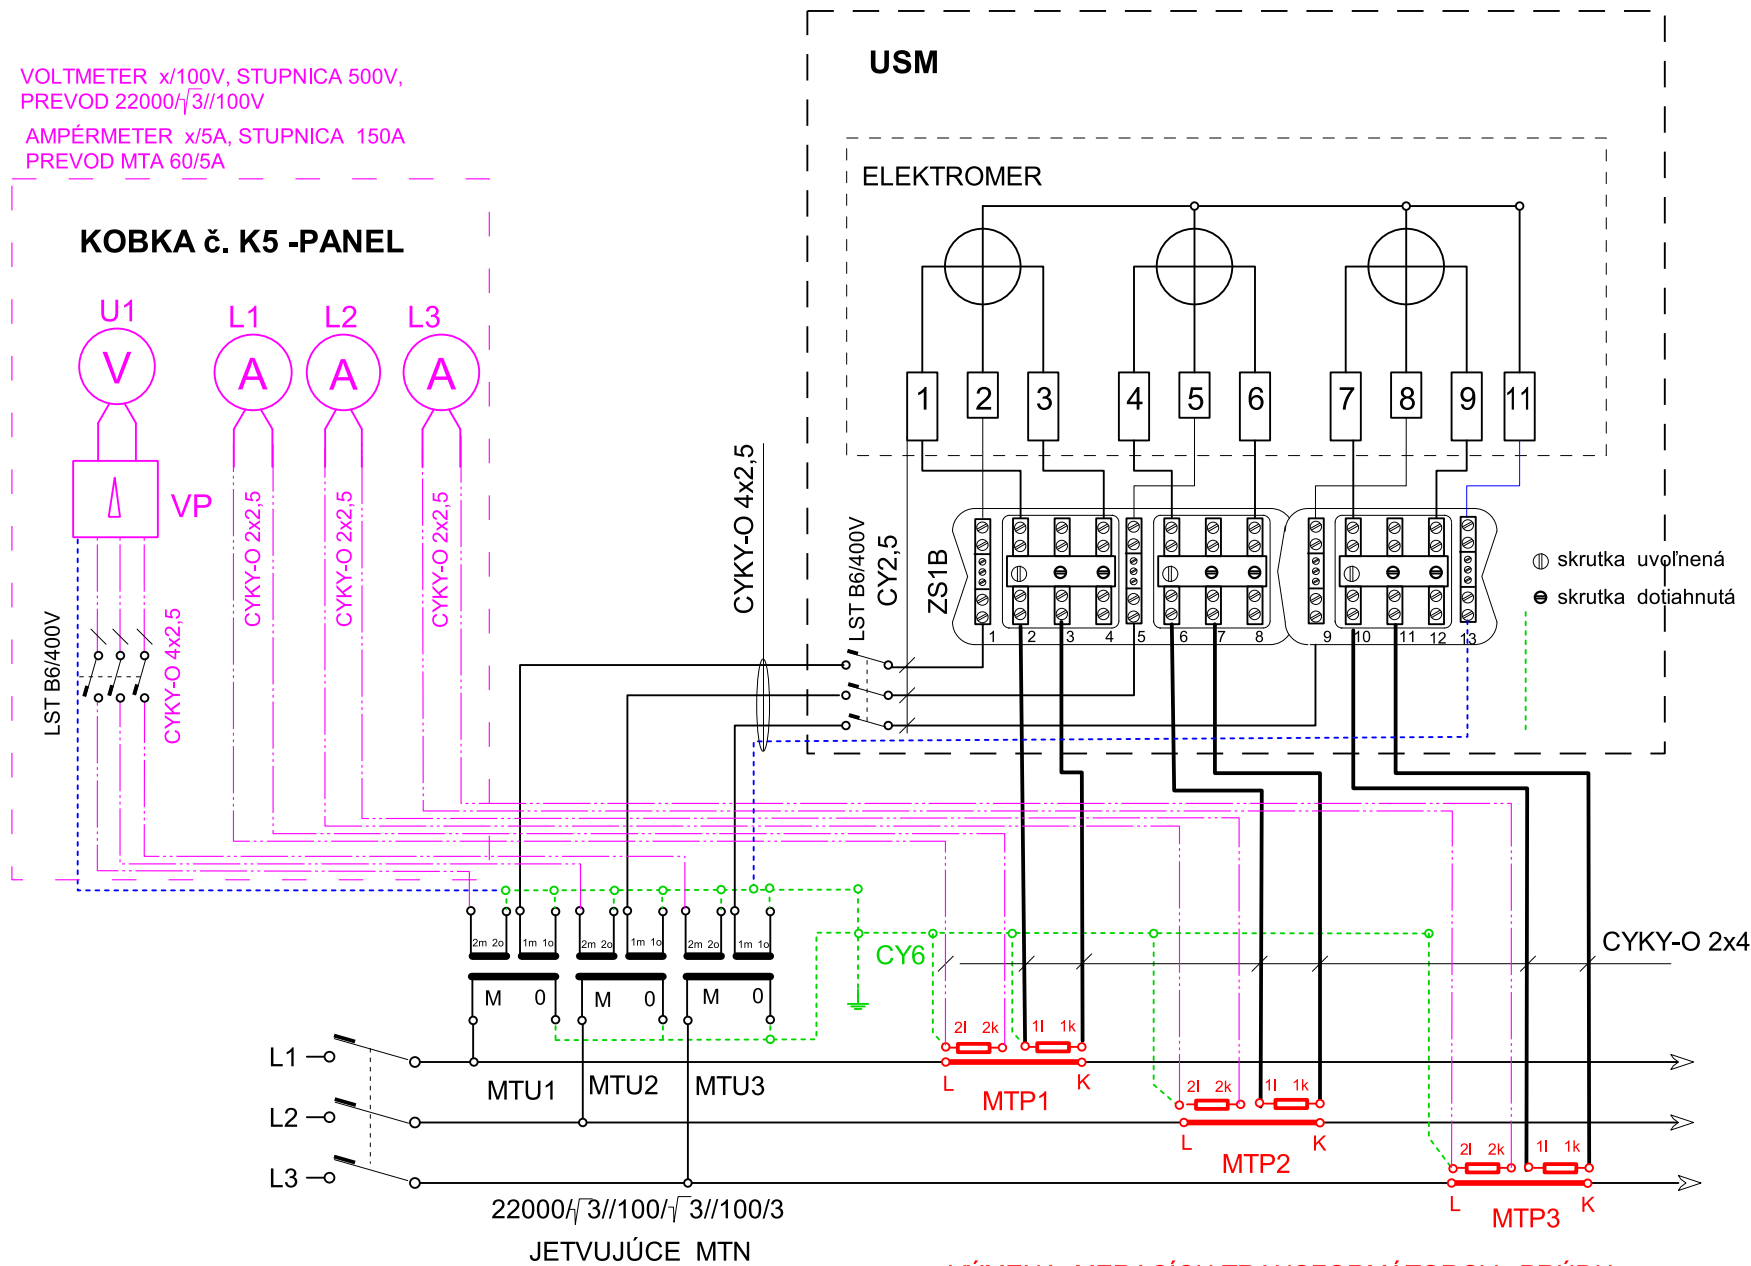 USM
VOLTMETER x/100V, STUPNICA 500V,
PREVOD 22000/√3//100V
AMPÉRMETER x/5A, STUPNICA 150A
PREVOD MTA 60/5A
ELEKTROMER
KOBKA č. K5 -PANEL
U1 L1 L2 L3
V A A A
1 2 3 4 5 6 7 8 9 11
VP
CYKY-O 2x2,5
CYKY-O 2x2,5
CYKY-O 2x2,5
CYKY-O 4x2,5
LST B6/400V
CY2,5
ZS1B
skrutka uvoľnená
skrutka dotiahnutá
LST B6/400V
CYKY-O 4x2,5
1 2 3 4 5 6 7 8 9 10 11 12 13
2m 2o 1m 1o 2m 2o 1m 1o 2m 2o 1m 1o
CY6
CYKY-O 2x4
M 0 M 0 M 0
2l 2k 1l 1k
L1
L K
MTU1 MTU2 MTU3
MTP1
2l 2k 1l 1k
L2
L K
MTP2
2l 2k 1l 1k
L3
L K
MTP3
22000/√3//100/√3//100/3
JETVUJÚCE MTN